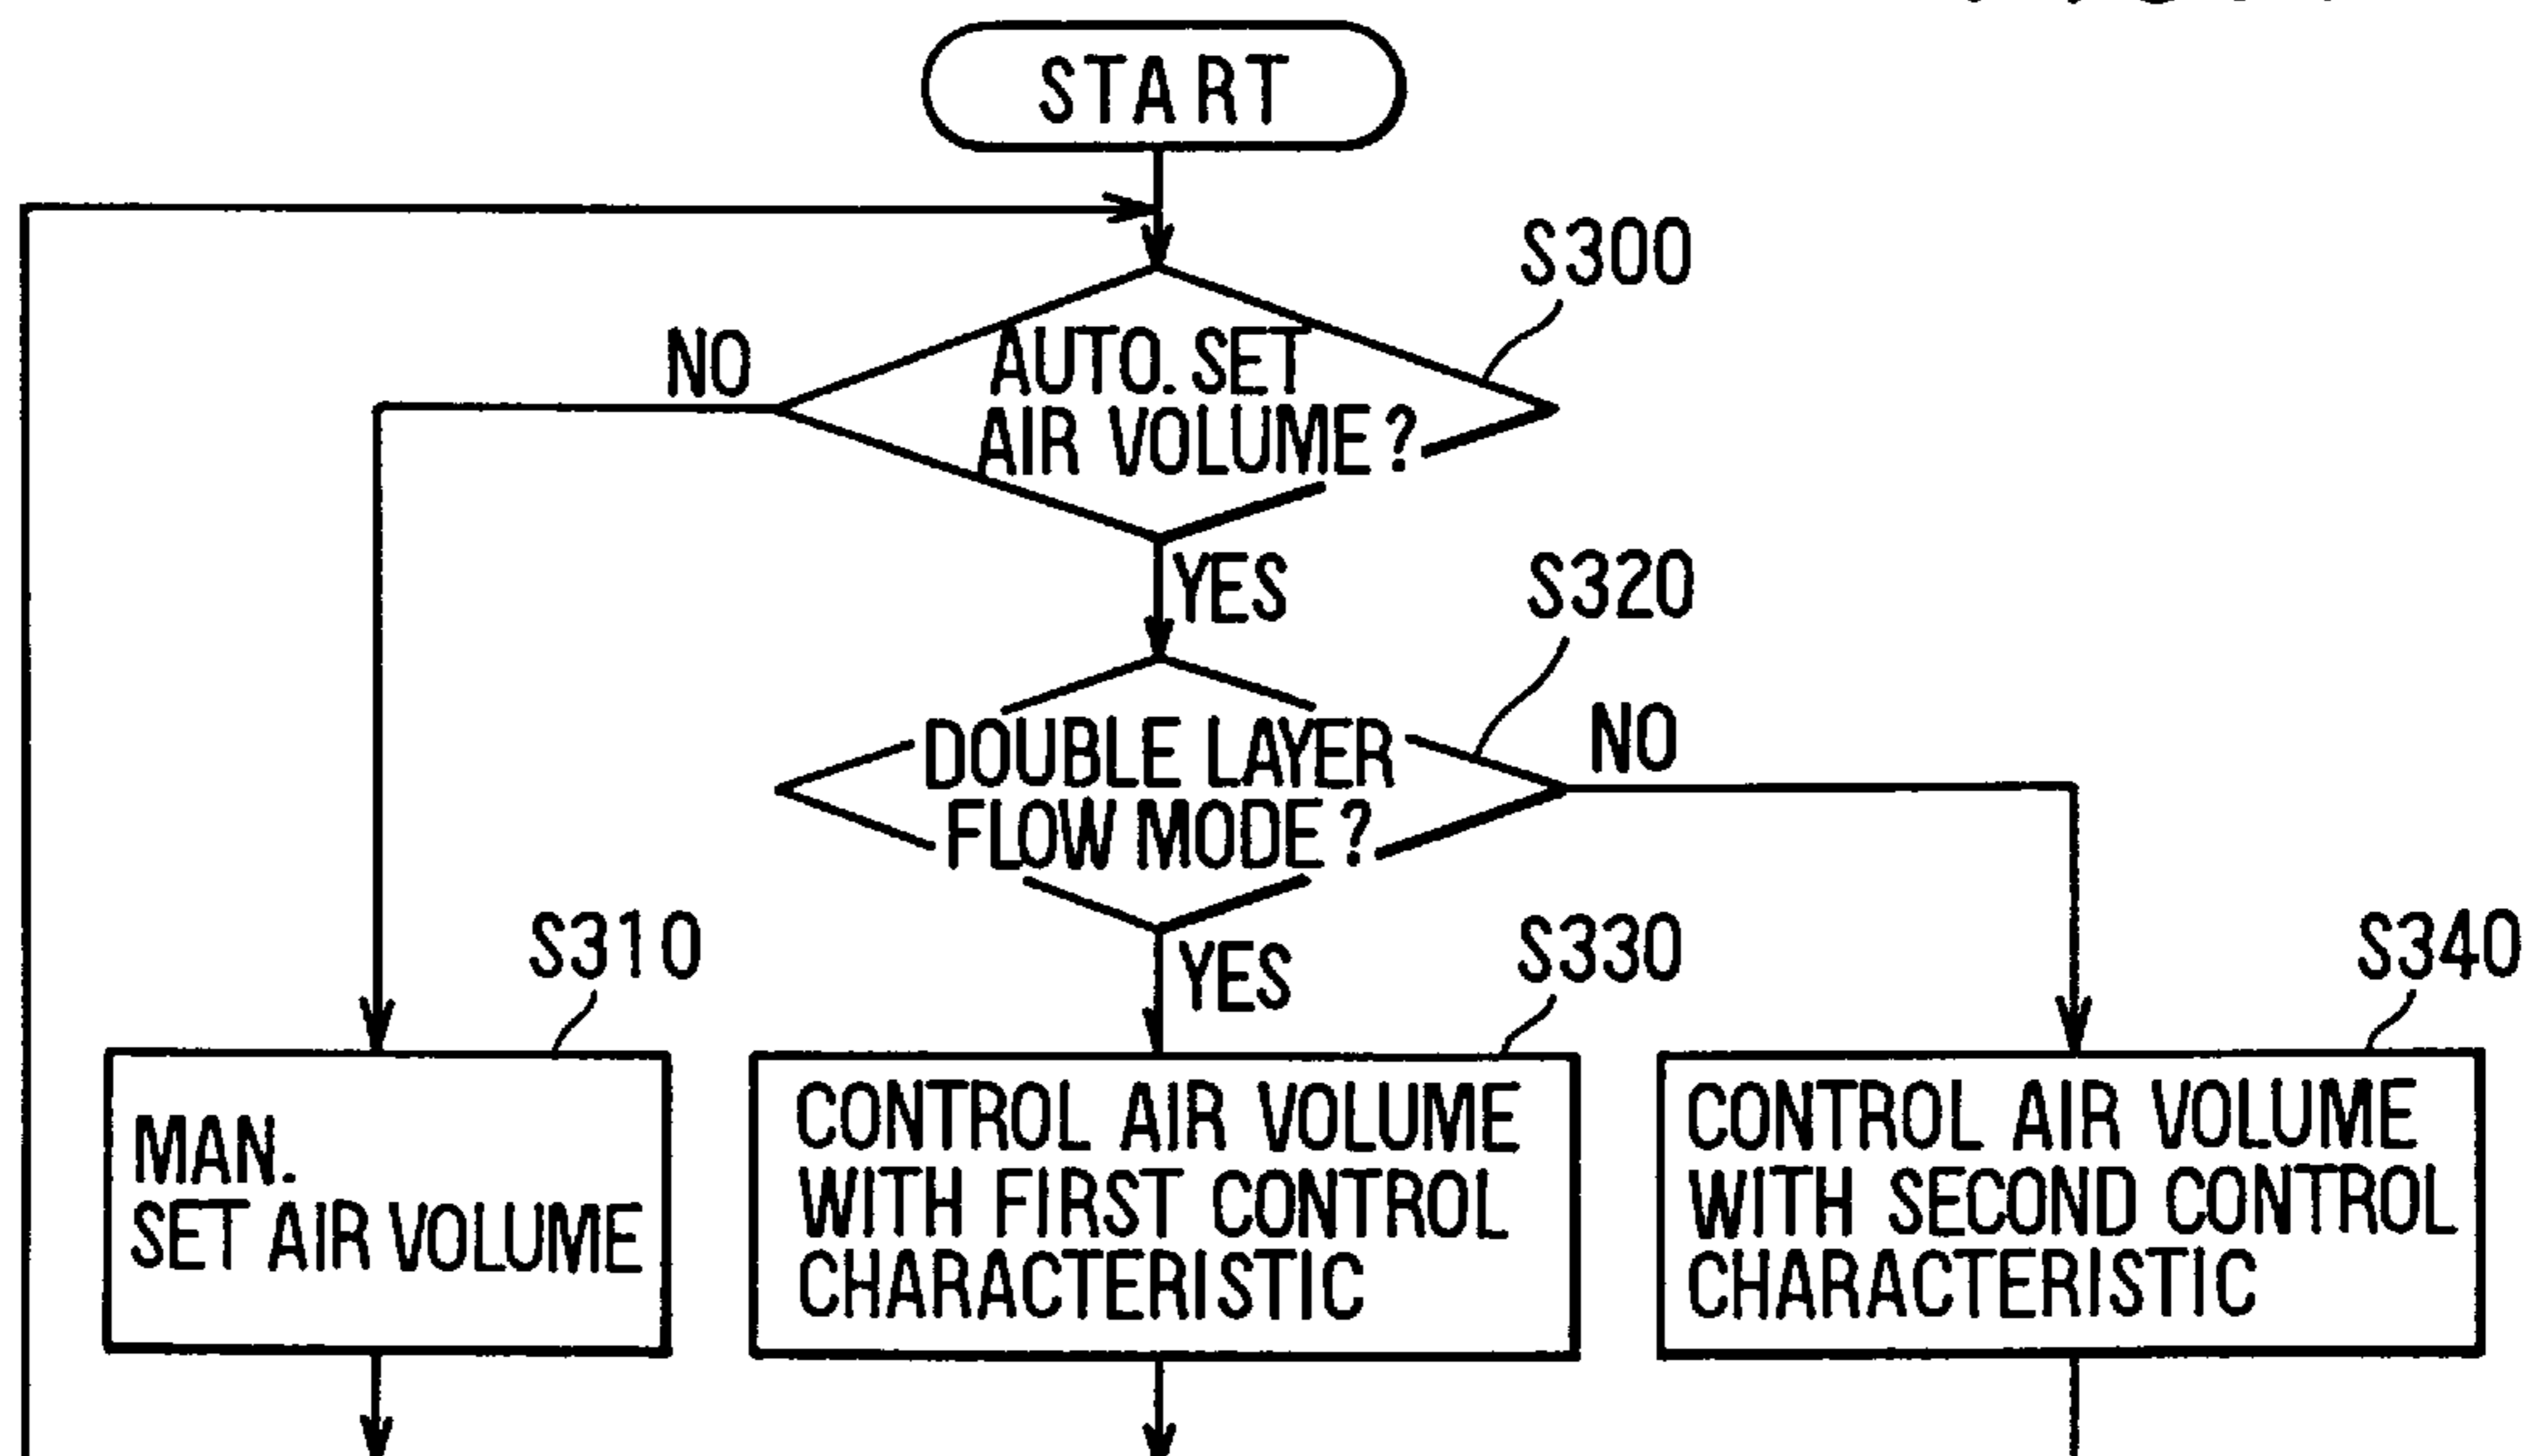 START
S300
NO
AUTO. SET
AIR VOLUME?
YES
S320
DOUBLE LAYER
FLOW MODE?
NO
YES
S310
S330
S340
MAN.
SET AIR VOLUME
CONTROL AIR VOLUME
WITH FIRST CONTROL
CHARACTERISTIC
CONTROL AIR VOLUME
WITH SECOND CONTROL
CHARACTERISTIC